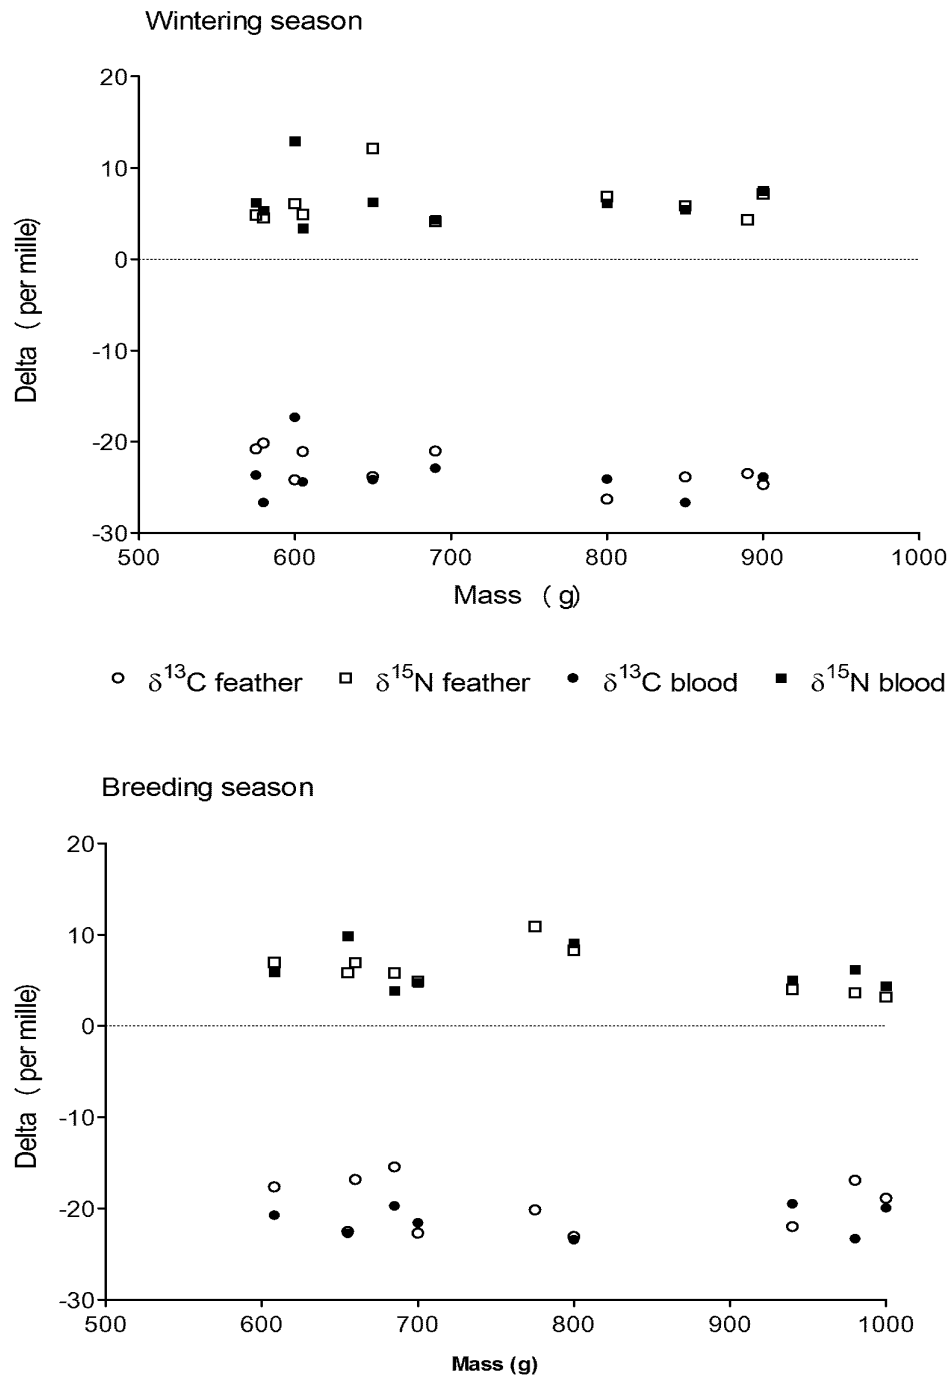 Wintering season
20
10
0
-10
-20
-30
Delta ( per mille)
500 600 700 800 900 1000
Mass ( g)
δ13C feather δ15N feather δ13C blood δ15N blood
Breeding season
20
10
0
-10
-20
-30
Delta ( per mille)
500 600 700 800 900 1000
Mass (g)